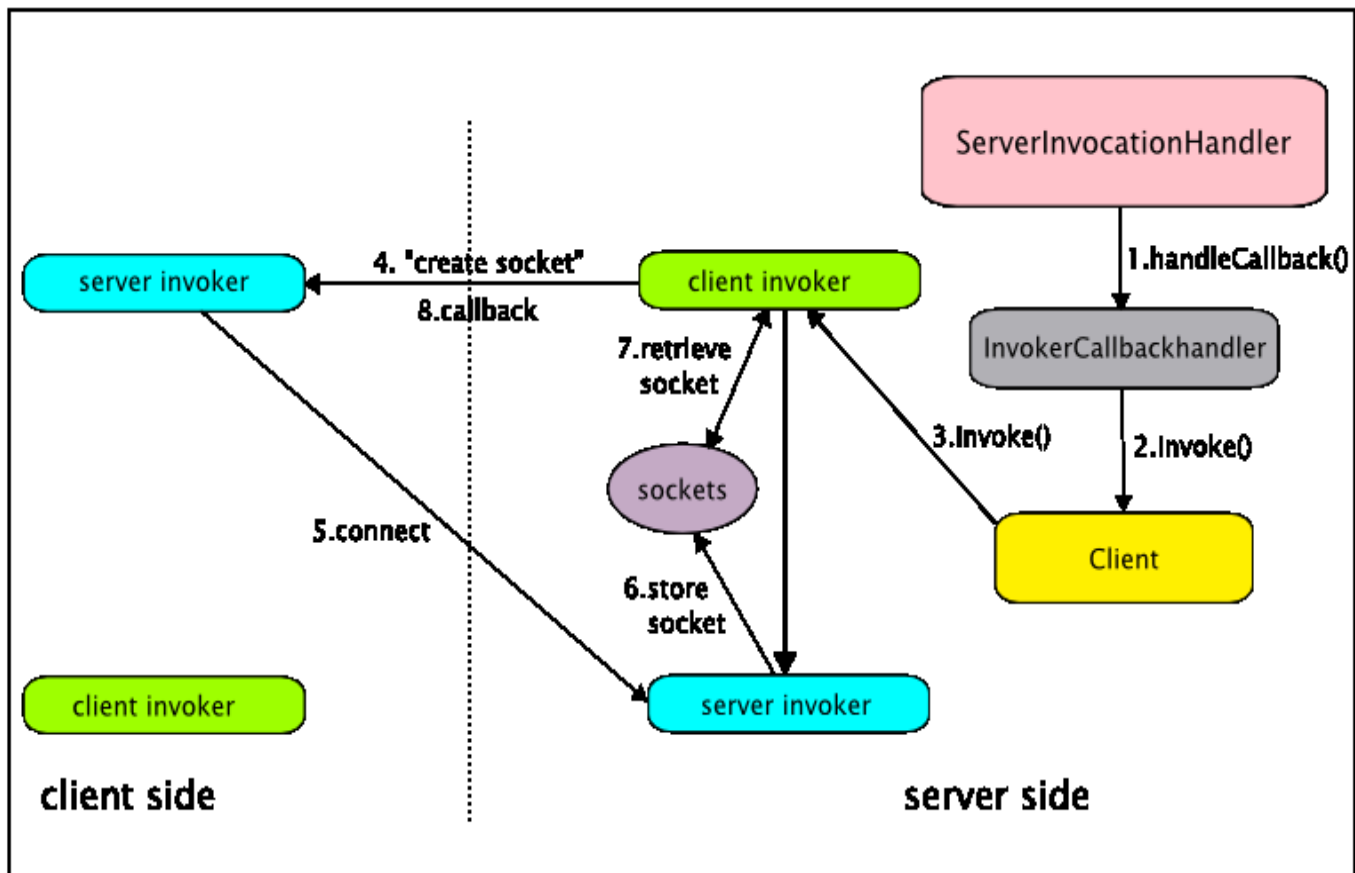 ServerInvocationHandler
1.handleCallback()
4. "create socket"
server invoker
client invoker
8.callback
InvokerCallbackhandler
7.retrieve
socket
3.invoke()
2.invoke()
sockets
5.connect
Client
6.store
socket
client invoker
server invoker
client side
server side